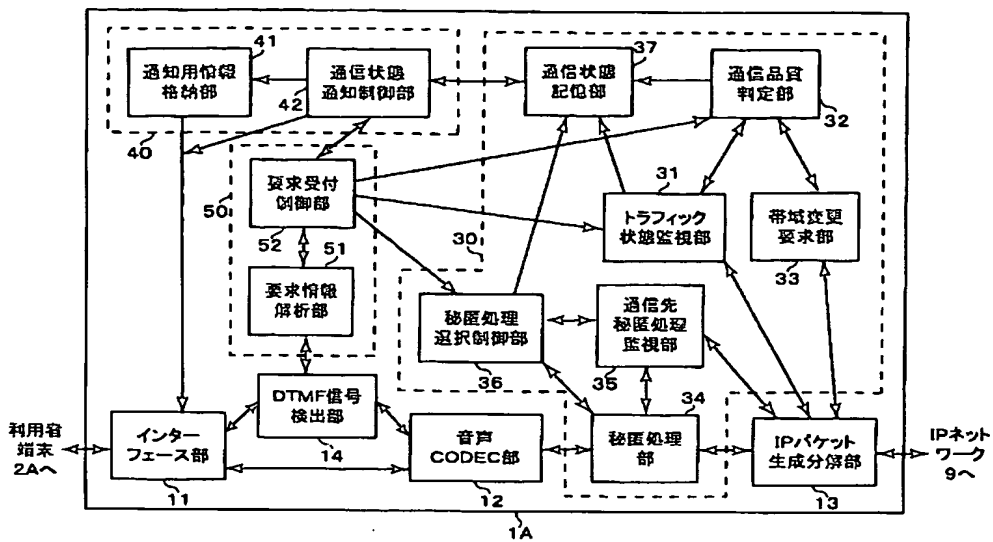 41
通知用情報
格納部
通信状態
通知制御部
42
40
37
通信状態
記憶部
通信品質
判定部
32
要求受付
制御部
52
50
51
要求情報
解析部
31
トラフィック
状態監視部
帯域変更
要求部
33
30
秘匿処理
選択制御部
36
通信先
秘匿処理
監視部
35
34
秘匿処理
部
DTMF信号
検出部
14
利用者
端末
2Aへ
インター
フェース部
11
音声
CODEC部
12
IPパケット
生成分解部
13
IPネット
ワーク
9へ
1A